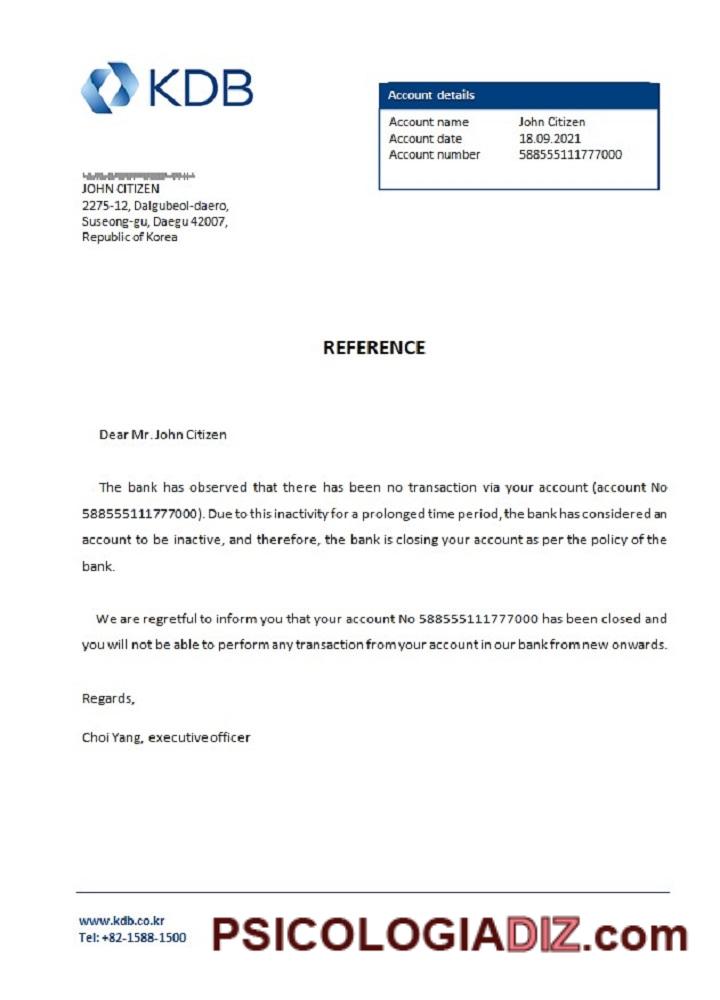 KDB
Account details
Account name John Citizen
Account date 18.09.2021
Account number 588555111777000
JOHN CITIZEN
2275-12, Dalgubeol-daero,
Suseong-gu, Daegu 42007,
Republic of Korea
REFERENCE
Dear Mr. John Citizen
The bank has observed that there has been no transaction via your account (account No
588555111777000). Due to this inactivity for a prolonged time period, the bank has considered an
account to be inactive, and therefore, the bank is closing your account as per the policy of the
bank.
We are regretful to inform you that your account No 588555111777000 has been closed and
you will not be able to perform any transaction from your account in our bank from new onwards.
Regards,
Choi Yang, executive officer
www.kdb.co.kr
Tel: +82-1588-1500
PSICOLOGIADIZ.com